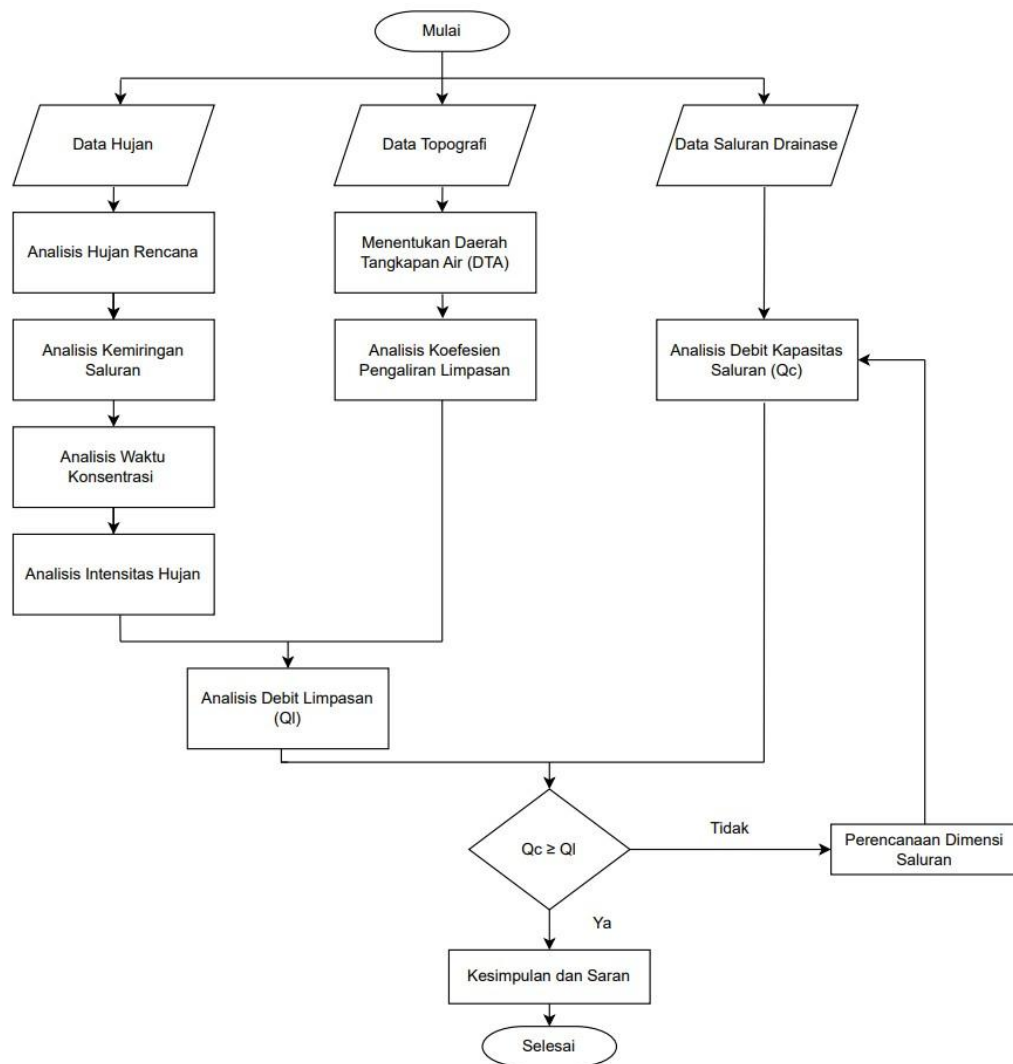 Mulai
Data Hujan
Data Topografi
Data Saluran Drainase
Analisis Hujan Rencana
Menentukan Daerah
Tangkapan Air (DTA)
Analisis Kemiringan
Saluran
Analisis Koefesien
Pengaliran Limpasan
Analisis Debit Kapasitas
Saluran (Qc)
Analisis Waktu
Konsentrasi
Analisis Intensitas Hujan
Analisis Debit Limpasan
(Ql)
Qc ≥ Ql
Tidak
Perencanaan Dimensi
Saluran
Ya
Kesimpulan dan Saran
Selesai